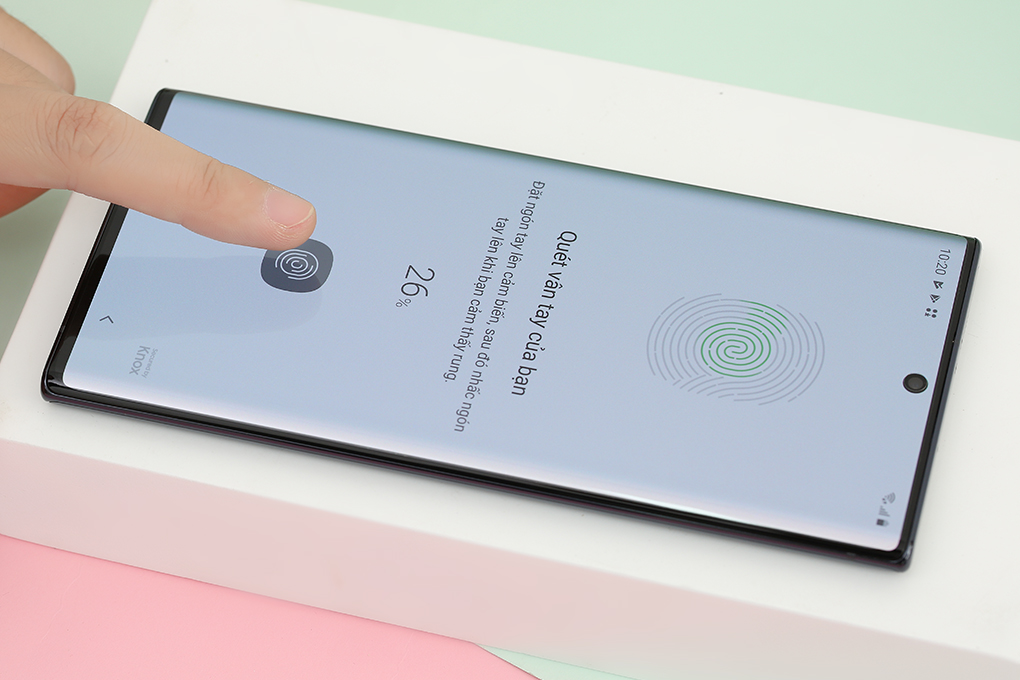 10:20
Quét vân tay của bạn
Đặt ngón tay lên cảm biến, sau đó nhấc ngón
tay lên khi bạn cảm thấy rung.
26%
Secured by
Knox